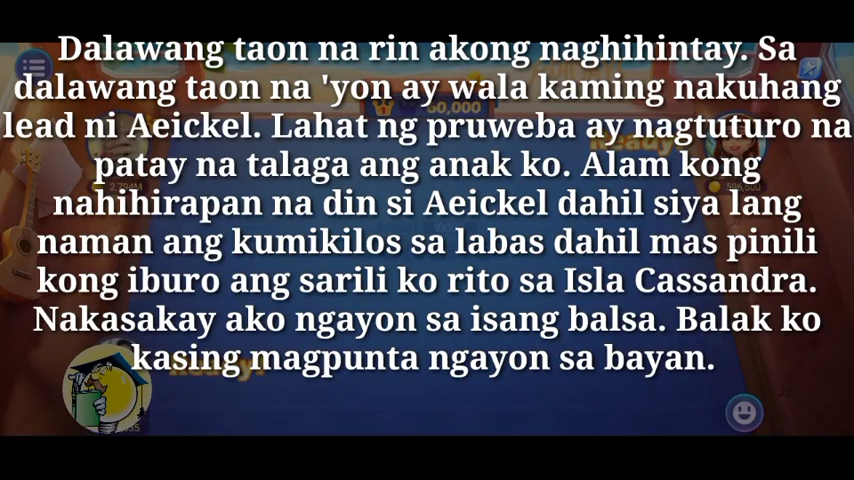 Dalawang taon na rin akong naghihintay. Sa
dalawang taon na 'yon ay wala kaming nakuhang
lead ni Aeickel. Lahat ng pruweba ay nagtuturo na
patay na talaga ang anak ko. Alam kong
nahihirapan na din si Aeickel dahil siya lang
naman ang kumikilos sa labas dahil mas pinili
kong iburo ang sarili ko rito sa Isla Cassandra.
Nakasakay ako ngayon sa isang balsa. Balak ko
kasing magpunta ngayon sa bayan.